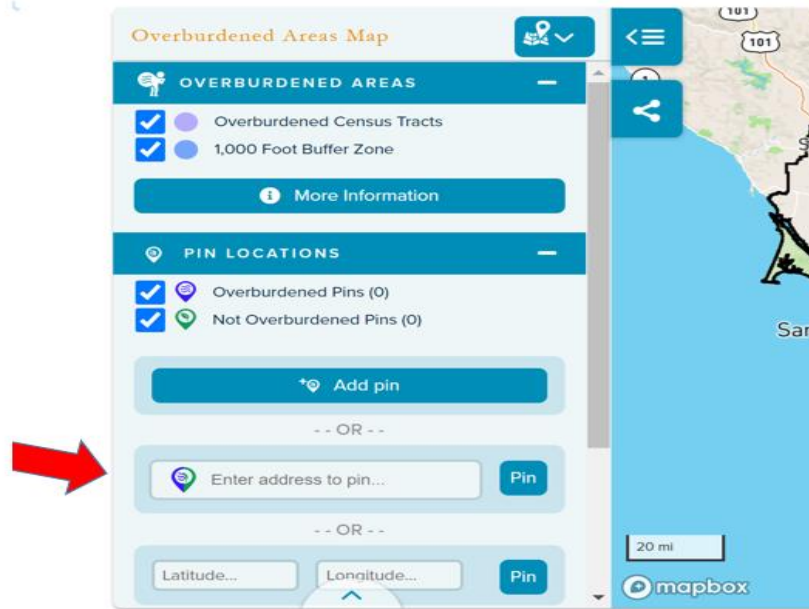 Overburdened Areas Map
OVERBURDENED AREAS
Overburdened Census Tracts
1,000 Foot Buffer Zone
More Information
PIN LOCATIONS
Overburdened Pins (0)
Not Overburdened Pins (0)
Add pin
- - OR - -
Enter address to pin...
Pin
- - OR - -
Latitude...
Longitude...
Pin
101
101
1
S
Sar
20 mi
mapbox